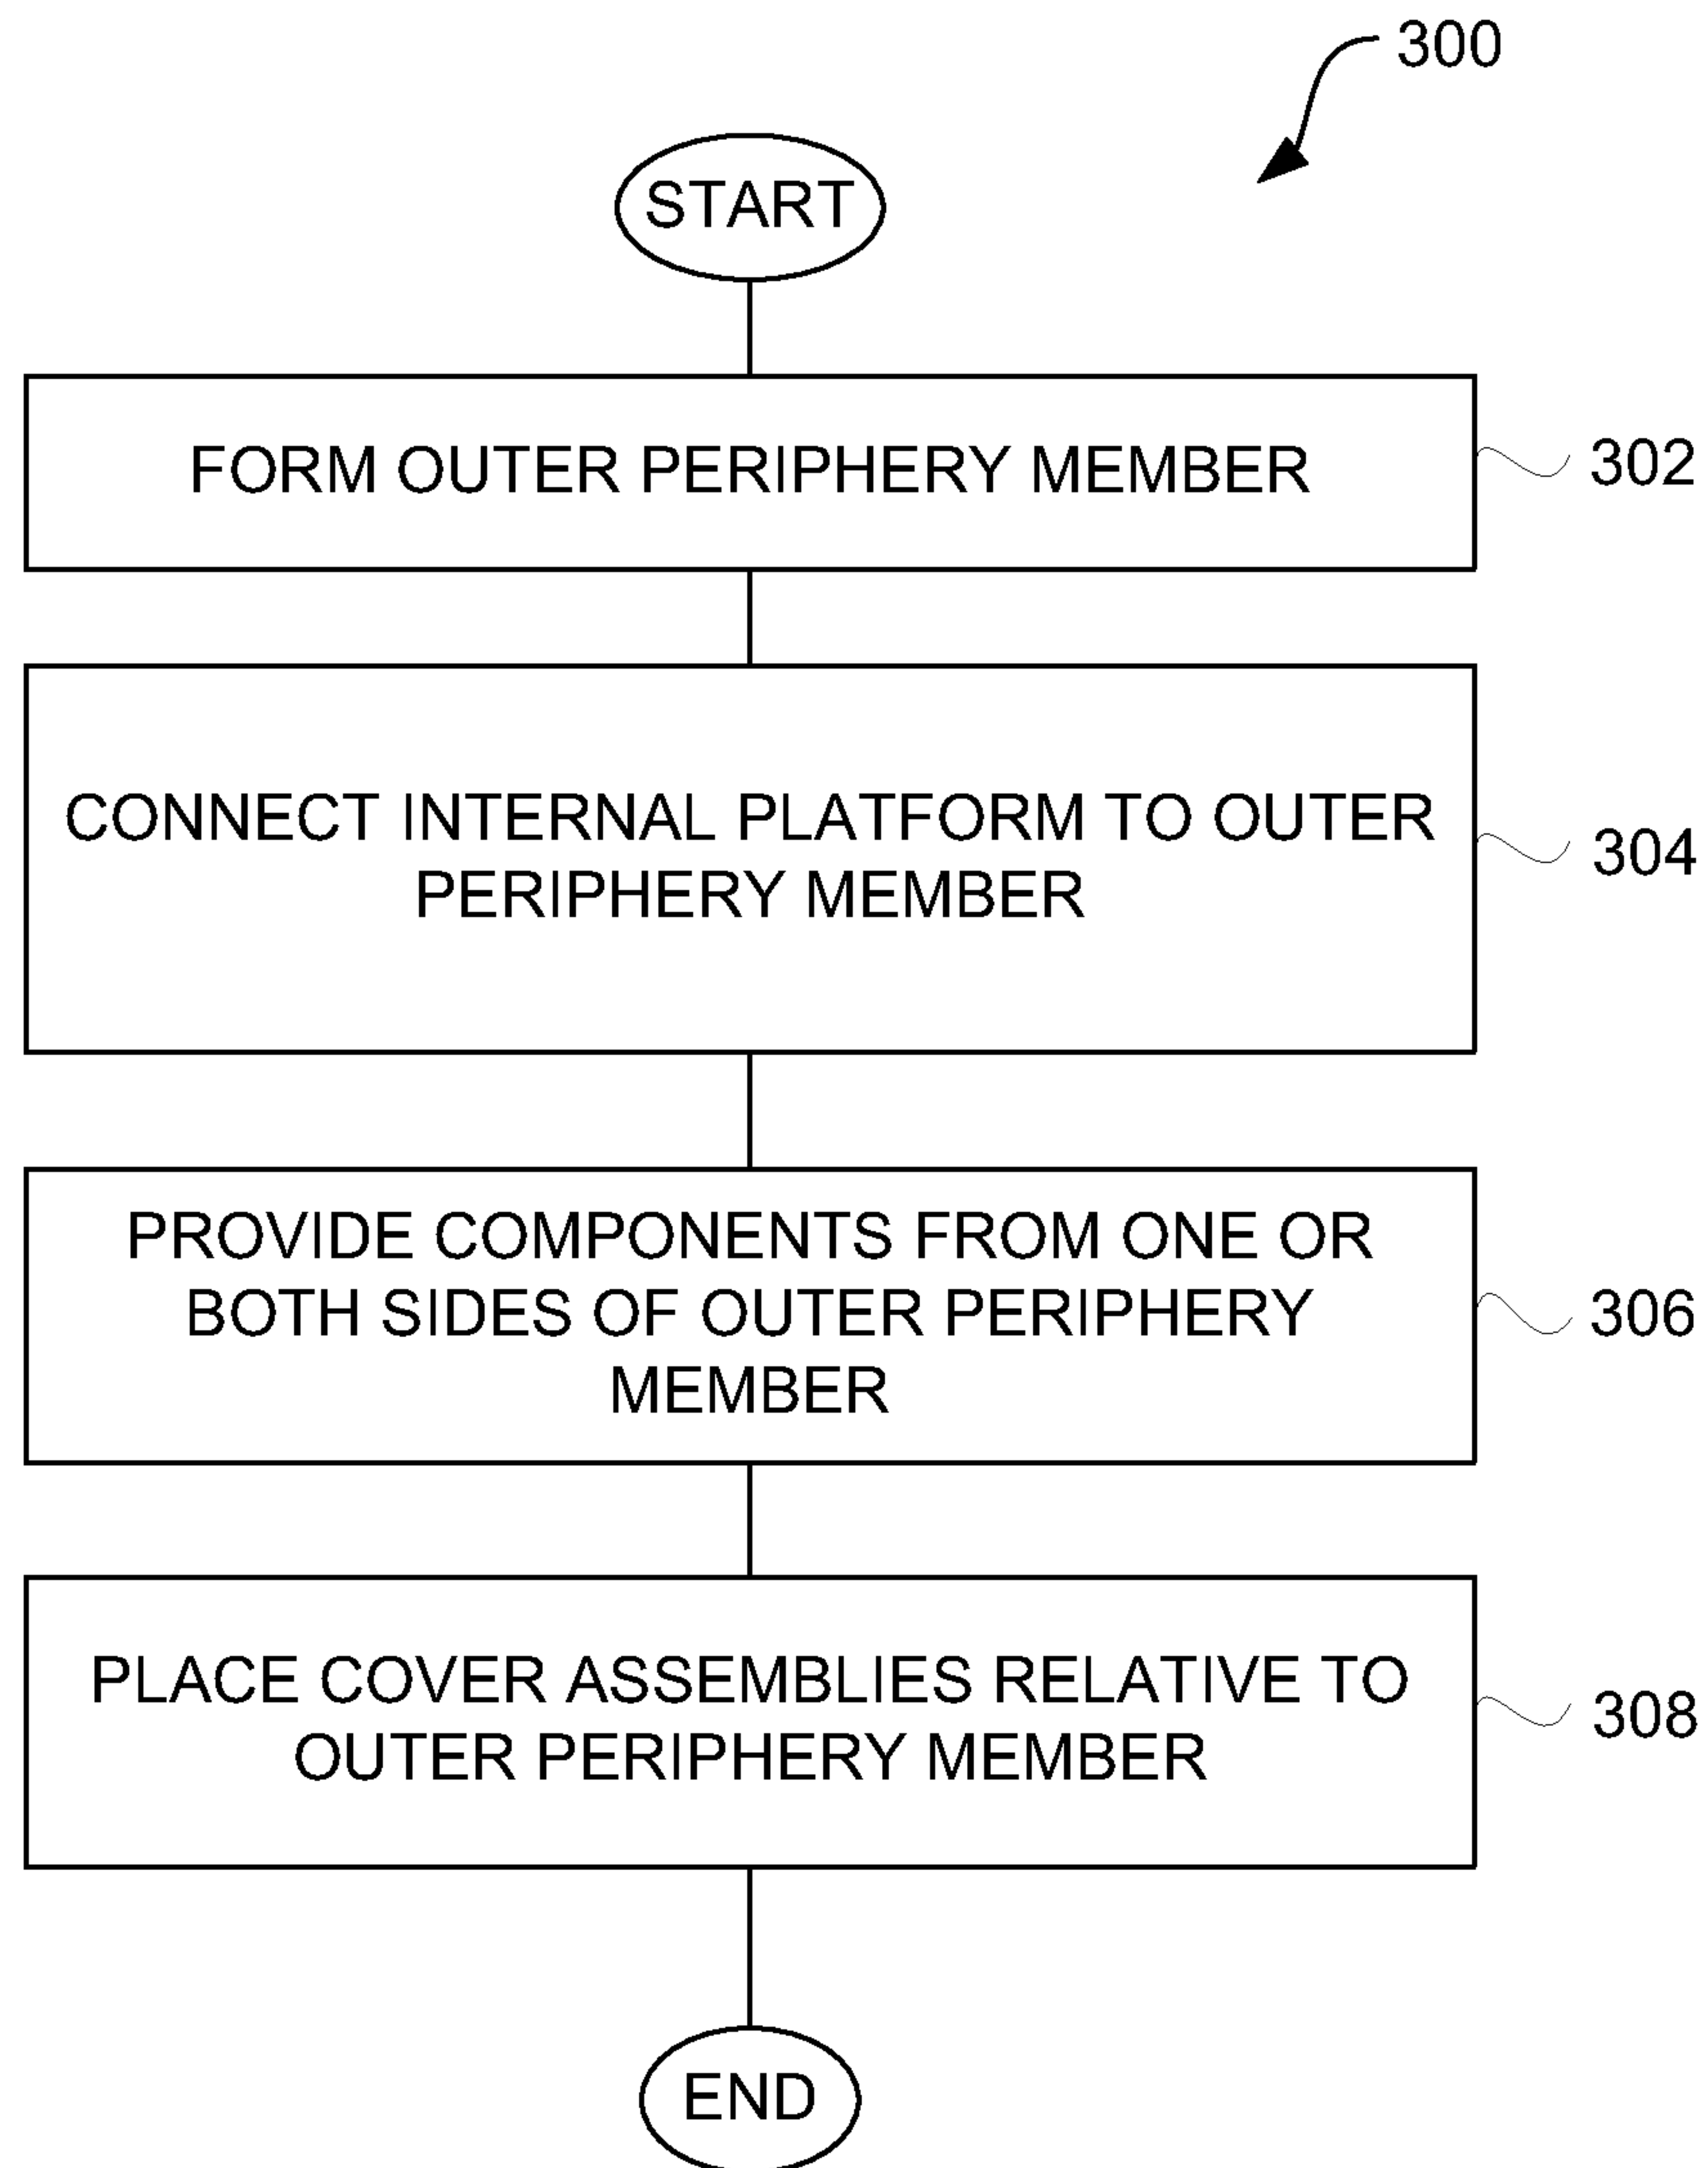 300
START
FORM OUTER PERIPHERY MEMBER
302
CONNECT INTERNAL PLATFORM TO OUTER
PERIPHERY MEMBER
304
PROVIDE COMPONENTS FROM ONE OR
BOTH SIDES OF OUTER PERIPHERY
MEMBER
306
PLACE COVER ASSEMBLIES RELATIVE TO
OUTER PERIPHERY MEMBER
308
END